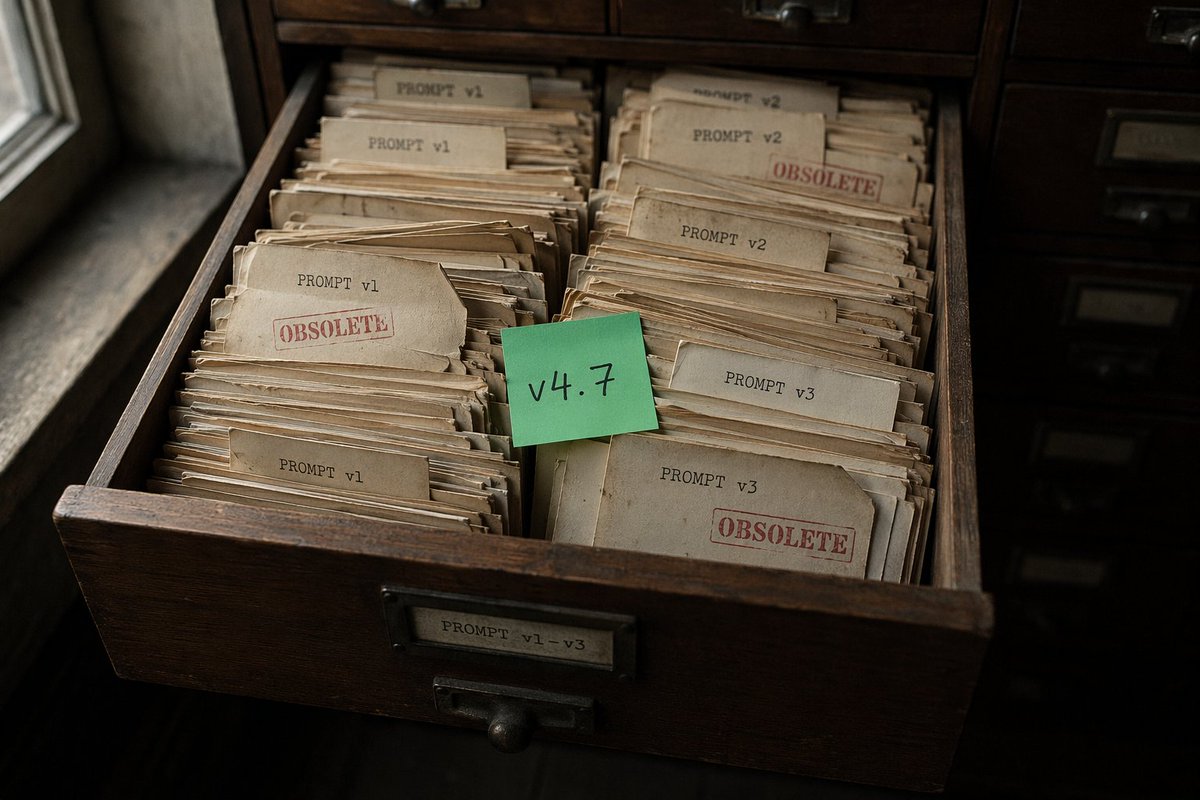 PROMPT v1
PROMPT v2
PROMPT v1
PROMPT v2
OBSOLETE
PROMPT v2
PROMPT v1
OBSOLETE
v4.7
PROMPT v3
PROMPT v1
PROMPT v3
OBSOLETE
PROMPT v1-v3